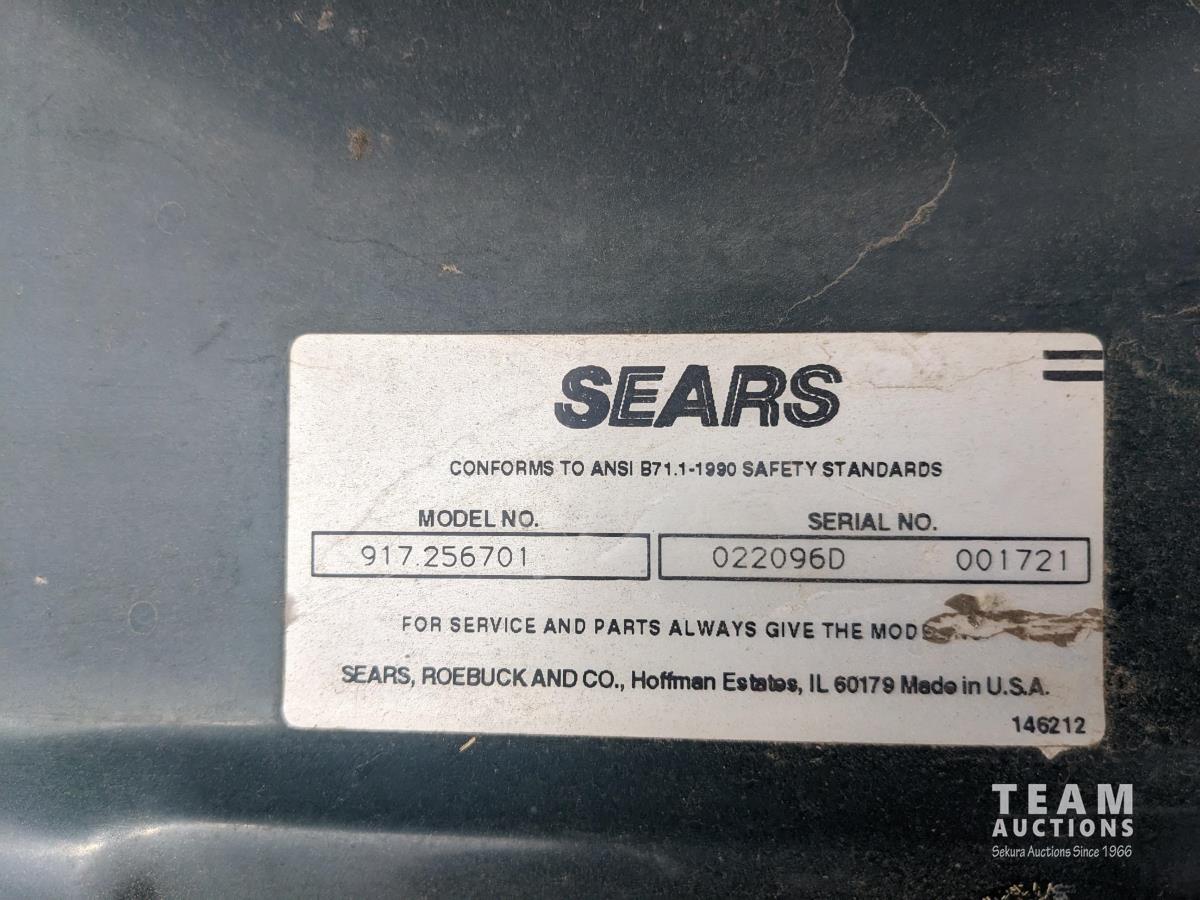 SEARS
CONFORMS TO ANSI B71.1-1990 SAFETY STANDARDS
MODEL NO. SERIAL NO.
917.256701 022096D 001721
FOR SERVICE AND PARTS ALWAYS GIVE THE
SEARS, ROEBUCK AND CO., Hoffman Estates, IL 60179 Made in U.S.A.
146212
TEAM
AUCTIONS
Sekura Auctions Since 1966